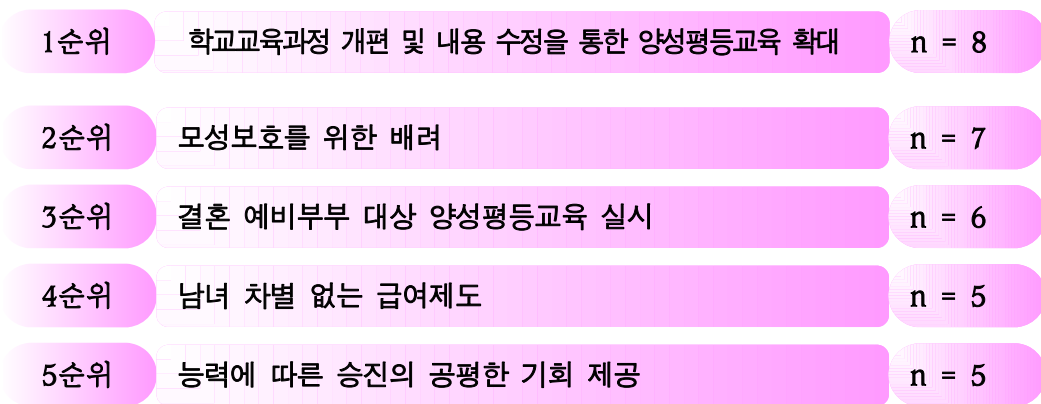 1순위 학교교육과정 개편 및 내용 수정을 통한 양성평등교육 확대 n = 8
2순위 모성보호를 위한 배려 n = 7
3순위 결혼 예비부부 대상 양성평등교육 실시 n = 6
4순위 남녀 차별 없는 급여제도 n = 5
5순위 능력에 따른 승진의 공평한 기회 제공 n = 5